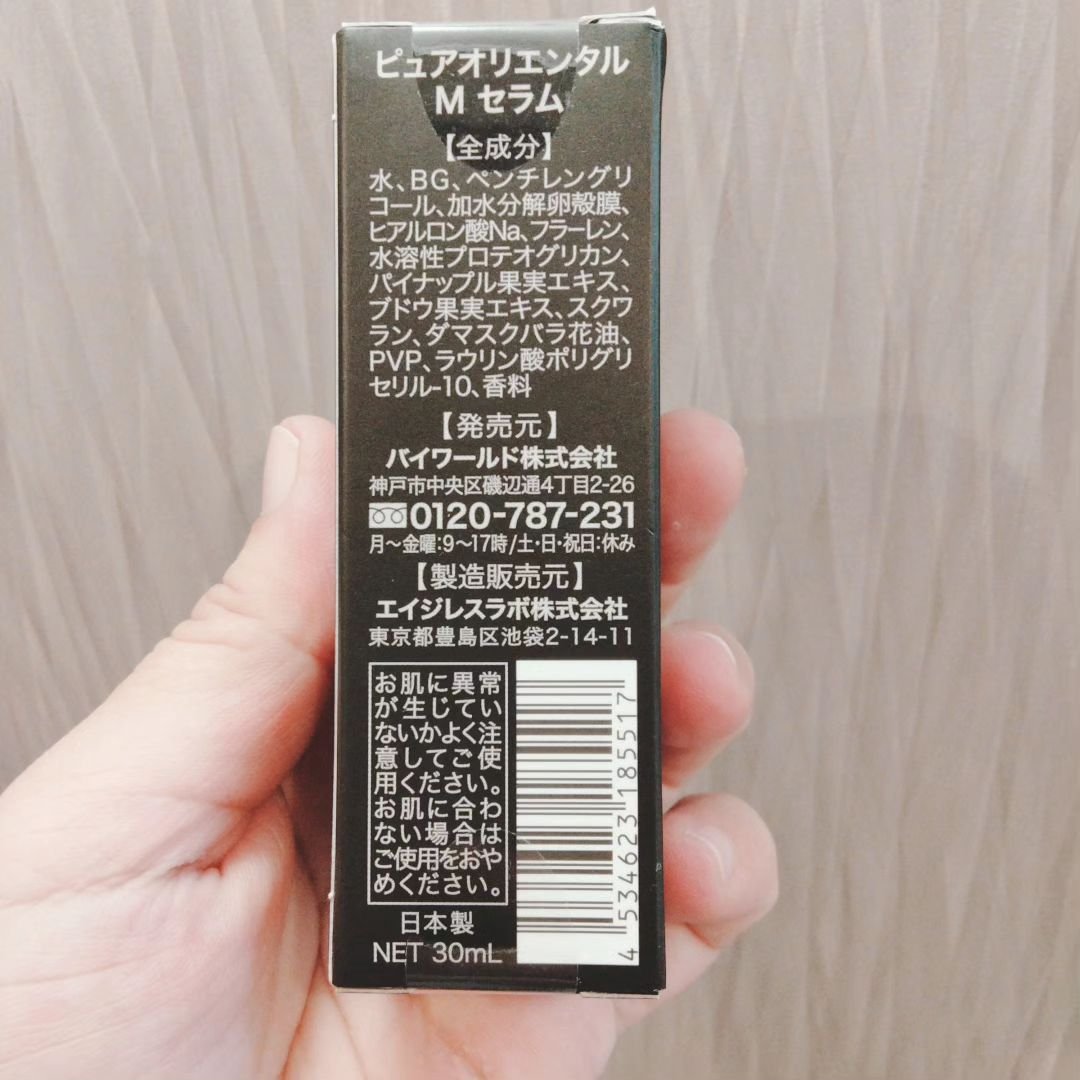 ピュアオリエンタル
M セラム
【全成分】
水、BG、ペンチレングリ
コール、加水分解卵殻膜、
ヒアルロン酸Na、フラーレン、
水溶性プロテオグリカン、
パイナップル果実エキス、
ブドウ果実エキス、スクワ
ラン、ダマスクバラ花油、
PVP、ラウリン酸ポリグリ
セリル-10、香料
【発売元】
バイワールド株式会社
神戸市中央区磯辺通4丁目2-26
0120-787-231
月〜金曜:9〜17時/土・日・祝日:休み
【製造販売元】
エイジレスラボ株式会社
東京都豊島区池袋2-14-11
お肌に異常
が生じてい
ないかよく注
意してご使
用ください。
お肌に合わ
ない場合は
ご使用をおや
めください。
日本製
NET 30mL
4 534623 185517